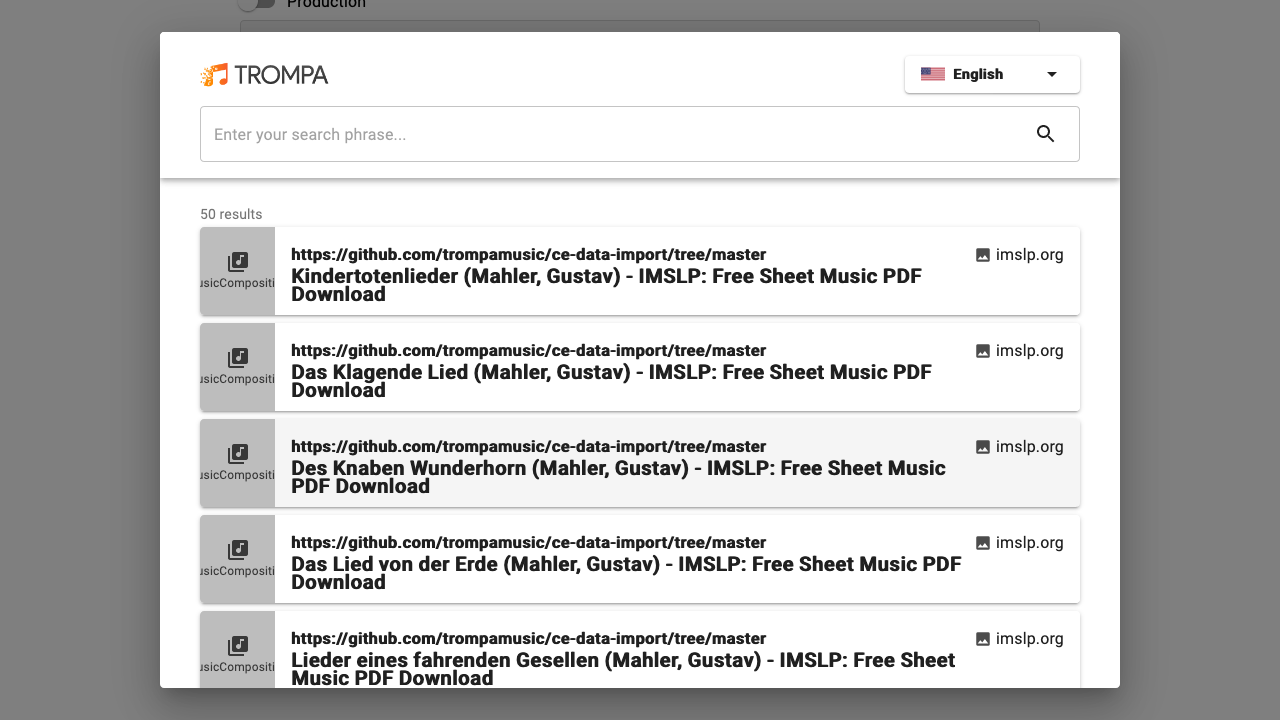 Production
TROMPA
English
Enter your search phrase...
50 results
https://github.com/trompamusic/ce-data-import/tree/master
imslp.org
usicCompositi
Kindertotenlieder (Mahler, Gustav) - IMSLP: Free Sheet Music PDF
Download
https://github.com/trompamusic/ce-data-import/tree/master
imslp.org
usicCompositi
Das Klagende Lied (Mahler, Gustav) - IMSLP: Free Sheet Music PDF
Download
https://github.com/trompamusic/ce-data-import/tree/master
imslp.org
usicCompositi
Des Knaben Wunderhorn (Mahler, Gustav) - IMSLP: Free Sheet Music
PDF Download
https://github.com/trompamusic/ce-data-import/tree/master
imslp.org
usicCompositi
Das Lied von der Erde (Mahler, Gustav) - IMSLP: Free Sheet Music PDF
Download
https://github.com/trompamusic/ce-data-import/tree/master
imslp.org
usicCompositi
Lieder eines fahrenden Gesellen (Mahler, Gustav) - IMSLP: Free Sheet
Music PDF Download